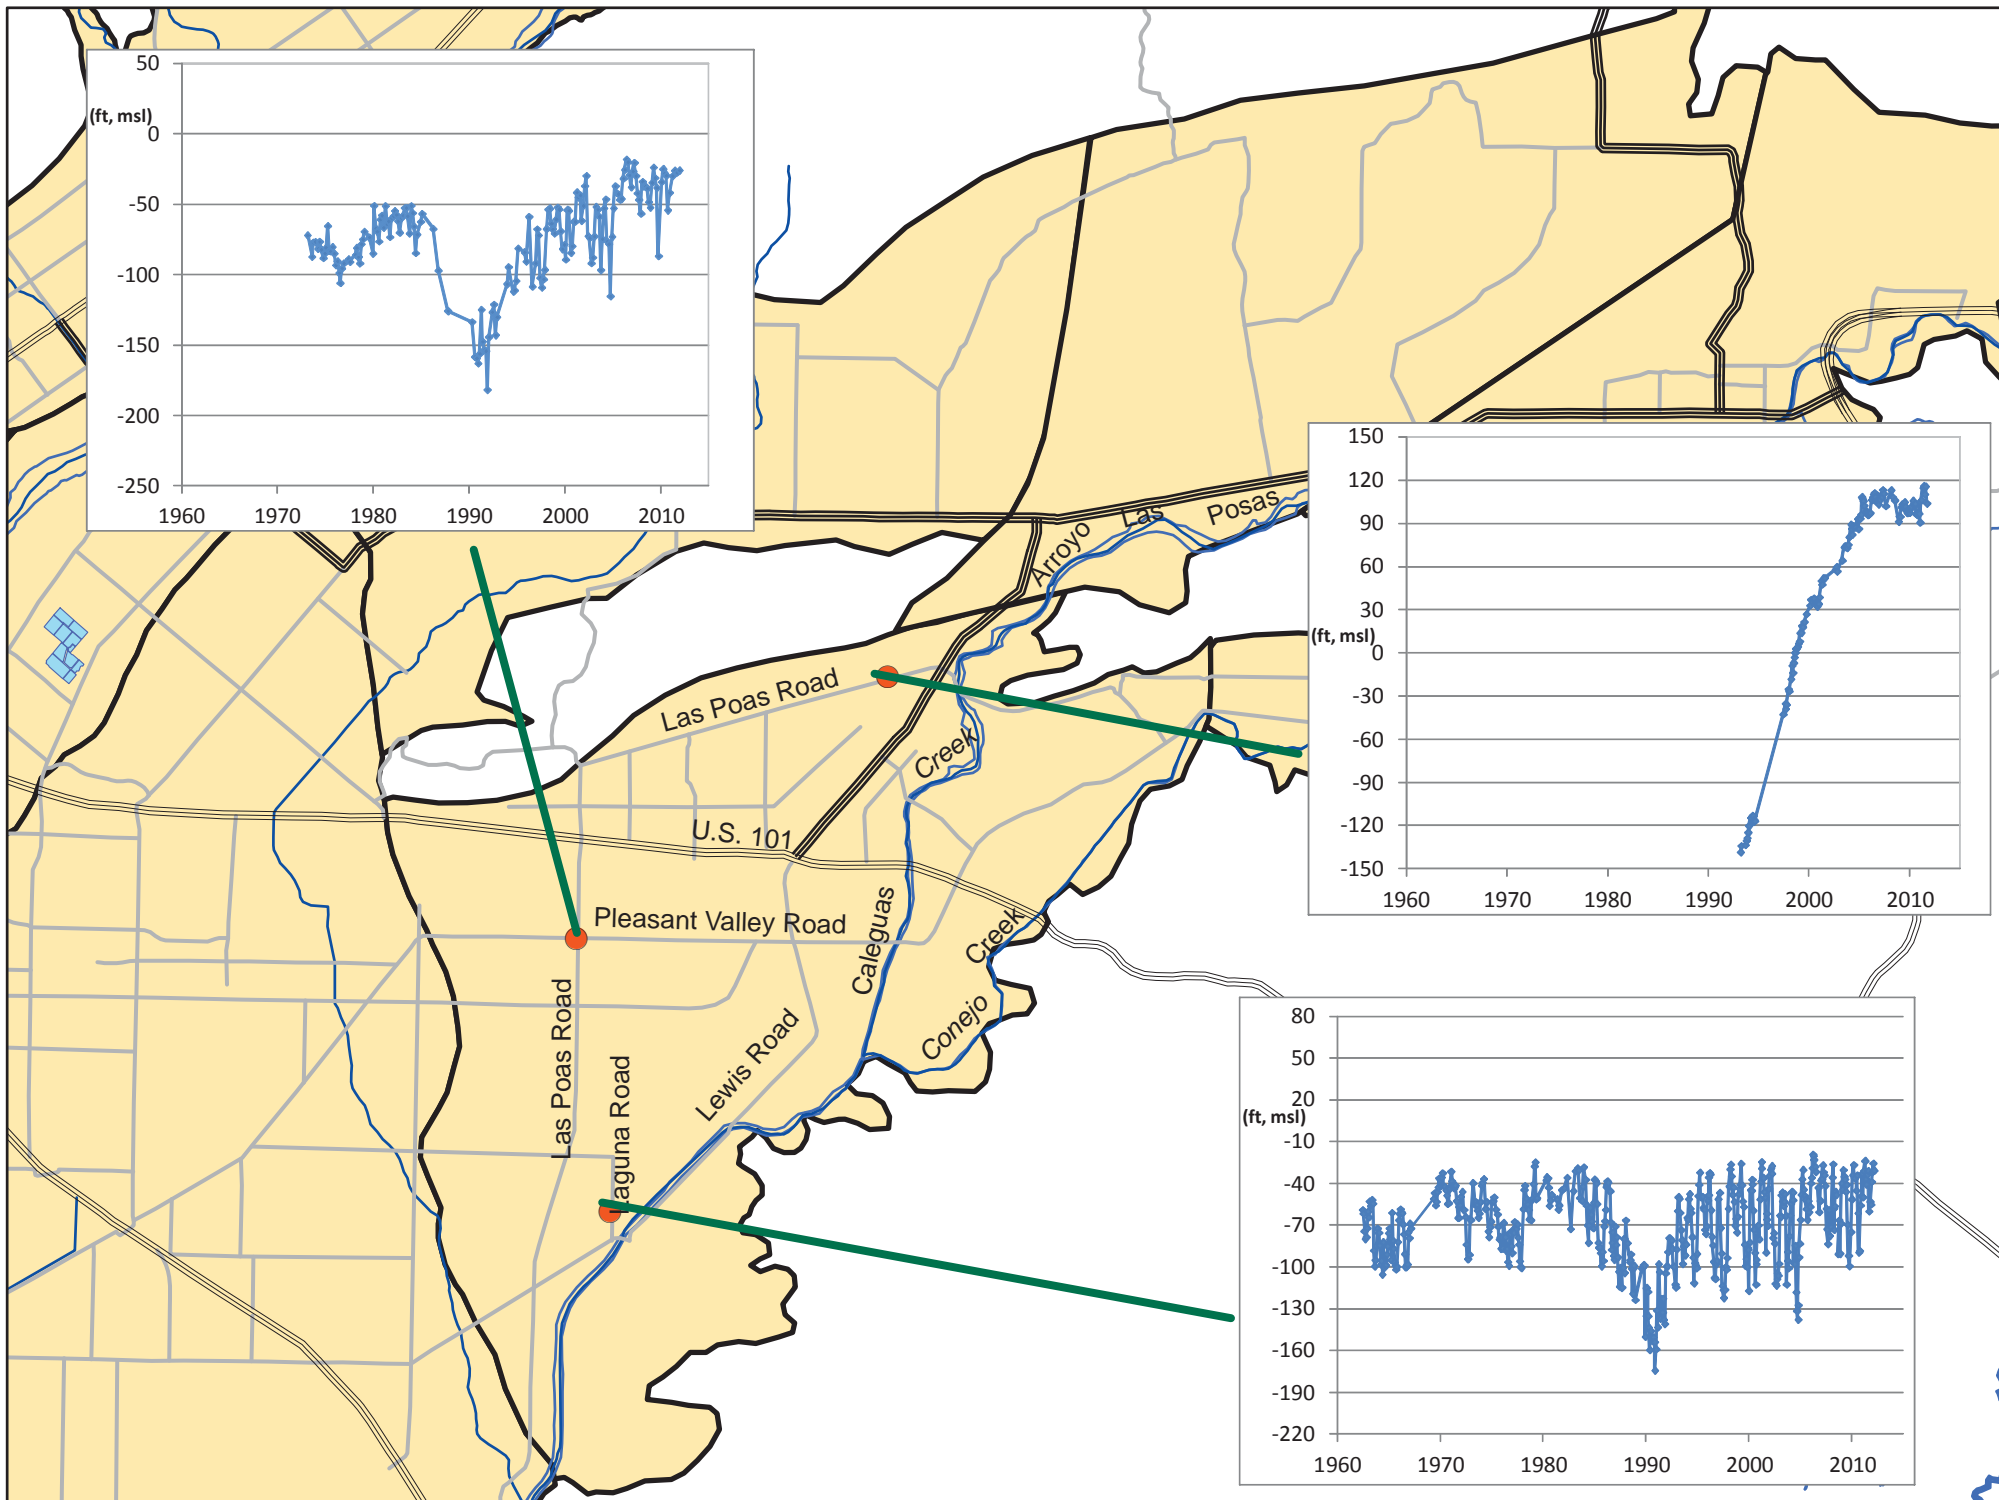 50
(ft, msl)
0
-50
-100
-150
-200
-250
1960 1970 1980 1990 2000 2010
Arroyo Las Posas
150
120
90
60
30
(ft, msl)
0
-30
-60
-90
-120
-150
1960 1970 1980 1990 2000 2010
Las Poas Road
Creek
U.S. 101
Pleasant Valley Road
Caleguas
Creek
Conejo
Las Poas Road
Laguna Road
Lewis Road
80
50
20
(ft, msl)
-10
-40
-70
-100
-130
-160
-190
-220
1960 1970 1980 1990 2000 2010